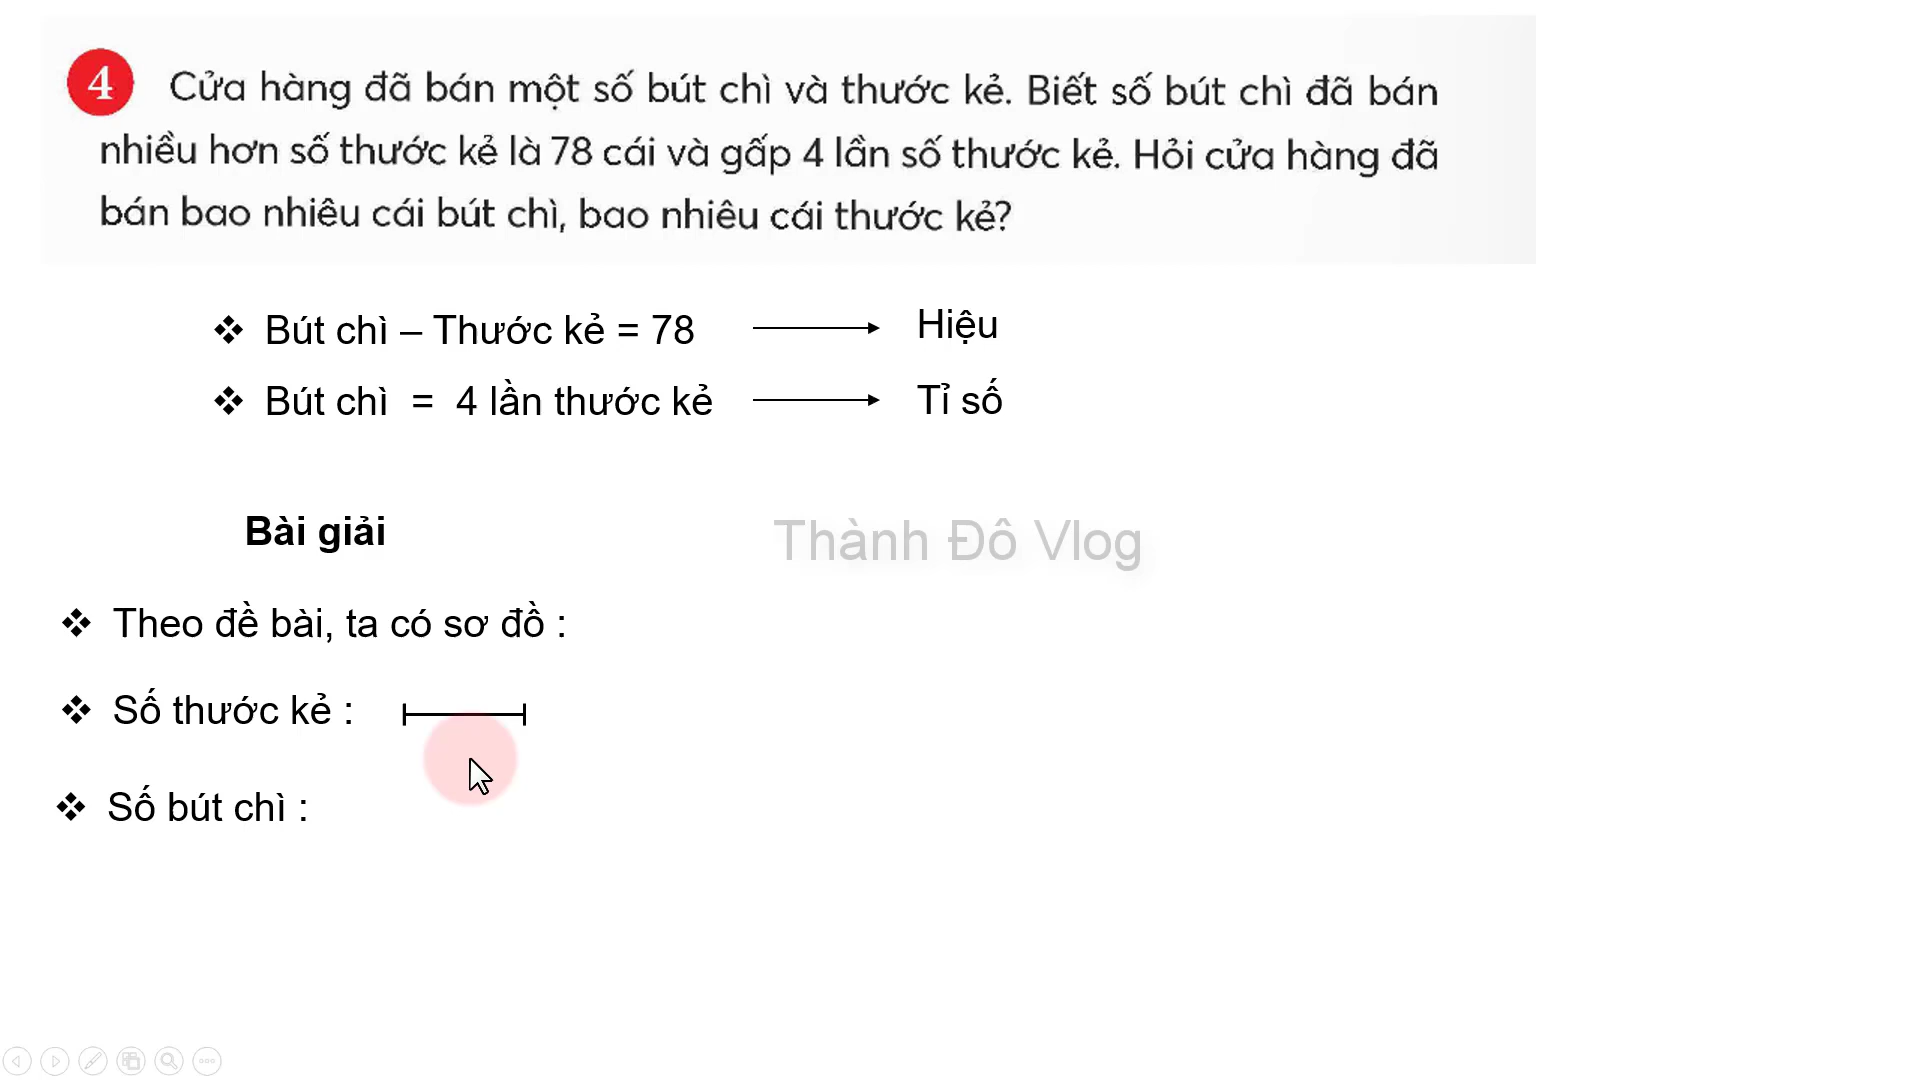 4 Cửa hàng đã bán một số bút chì và thước kẻ. Biết số bút chì đã bán
nhiều hơn số thước kẻ là 78 cái và gấp 4 lần số thước kẻ. Hỏi cửa hàng đã
bán bao nhiêu cái bút chì, bao nhiêu cái thước kẻ?
❖ Bút chì – Thước kẻ = 78 → Hiệu
❖ Bút chì = 4 lần thước kẻ → Tỉ số
Bài giải
Thành Đô Vlog
❖ Theo đề bài, ta có sơ đồ :
❖ Số thước kẻ :
❖ Số bút chì :